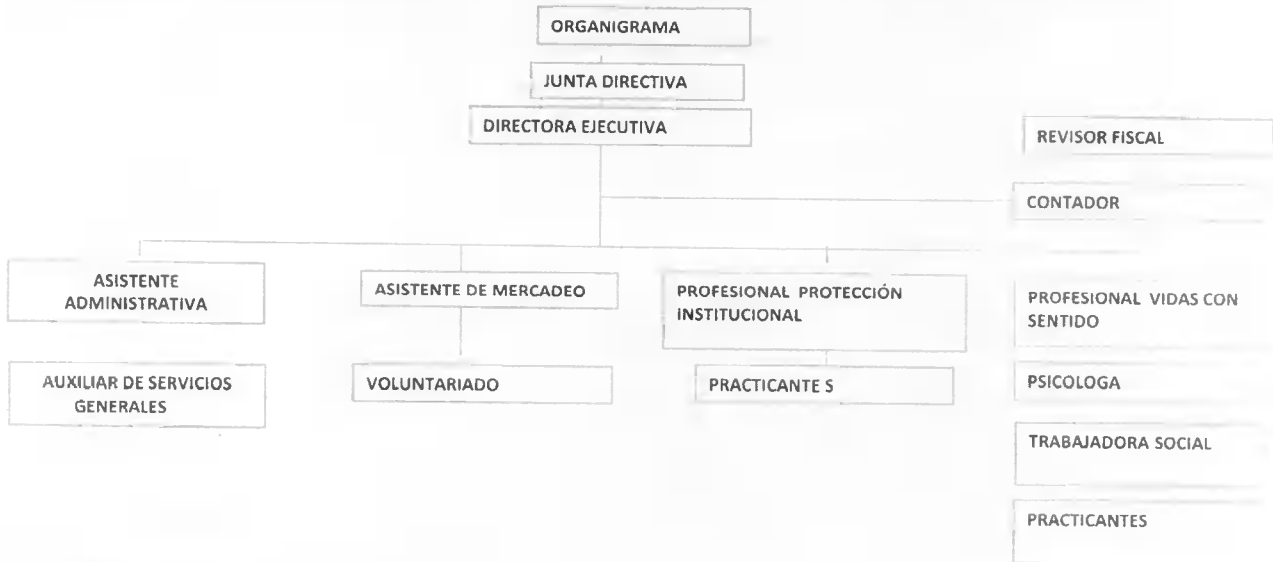 ORGANIGRAMA
JUNTA DIRECTIVA
DIRECTORA EJECUTIVA
REVISOR FISCAL
CONTADOR
ASISTENTE
ADMINISTRATIVA
ASISTENTE DE MERCADEO
PROFESIONAL PROTECCIÓN
INSTITUCIONAL
PROFESIONAL VIDAS CON
SENTIDO
AUXILIAR DE SERVICIOS
GENERALES
VOLUNTARIADO
PRACTICANTE S
PSICOLOGA
TRABAJADORA SOCIAL
PRACTICANTES